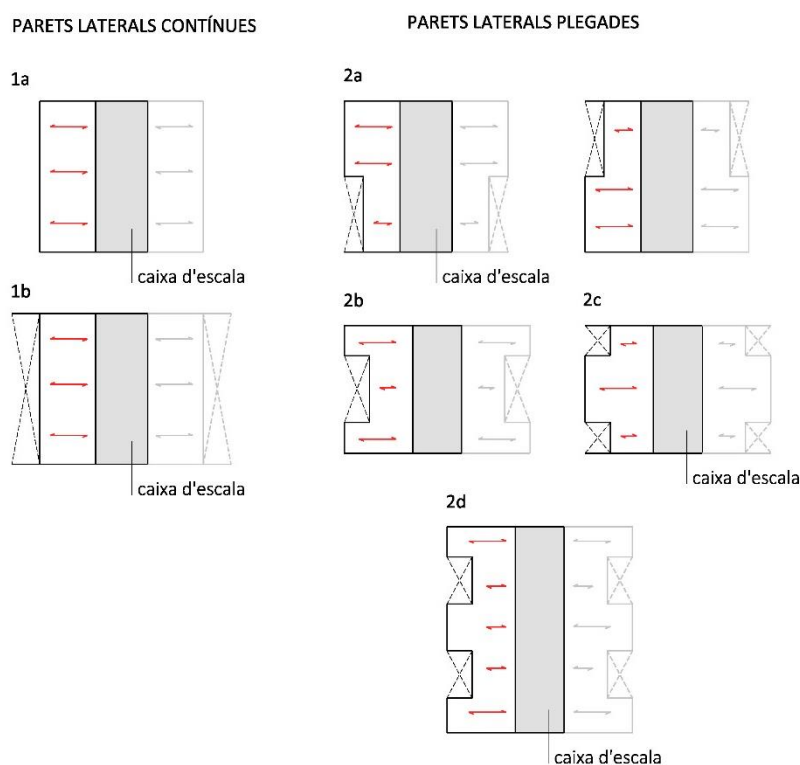 PARETS LATERALS CONTÍNUES
PARETS LATERALS PLEGADES
1a
2a
caixa d'escala
caixa d'escala
1b
2b
2c
caixa d'escala
caixa d'escala
2d
caixa d'escala